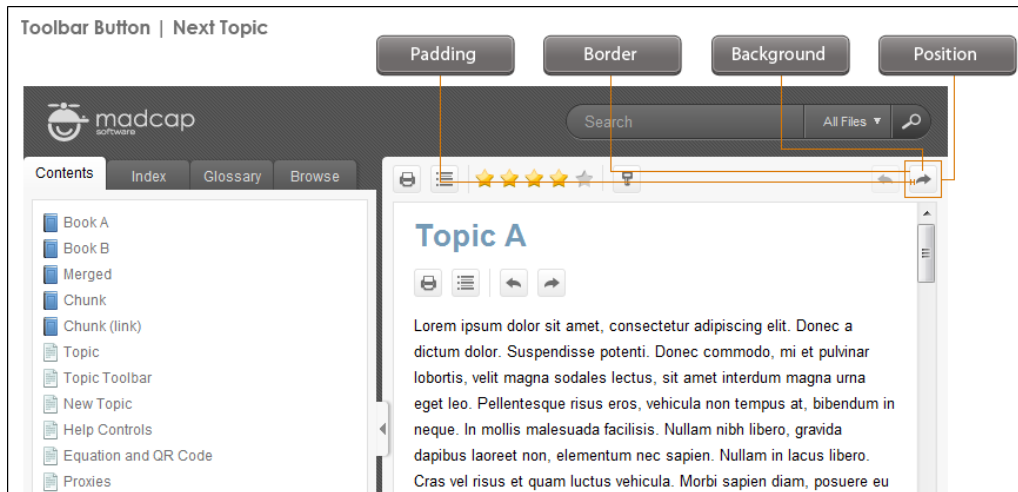 Toolbar Button | Next Topic
Padding
Border
Background
Position
madcap
software
Search
All Files
Contents
Index
Glossary
Browse
Book A
Book B
Merged
Chunk
Chunk (link)
Topic
Topic Toolbar
New Topic
Help Controls
Equation and QR Code
Proxies
Topic A
Lorem ipsum dolor sit amet, consectetur adipiscing elit. Donec a
dictum dolor. Suspendisse potenti. Donec commodo, mi et pulvinar
lobortis, velit magna sodales lectus, sit amet interdum magna urna
eget leo. Pellentesque risus eros, vehicula non tempus at, bibendum in
neque. In mollis malesuada facilisis. Nullam nibh libero, gravida
dapibus laoreet non, elementum nec sapien. Nullam in lacus libero.
Cras vel risus et quam luctus vehicula. Morbi sapien diam, posuere eu